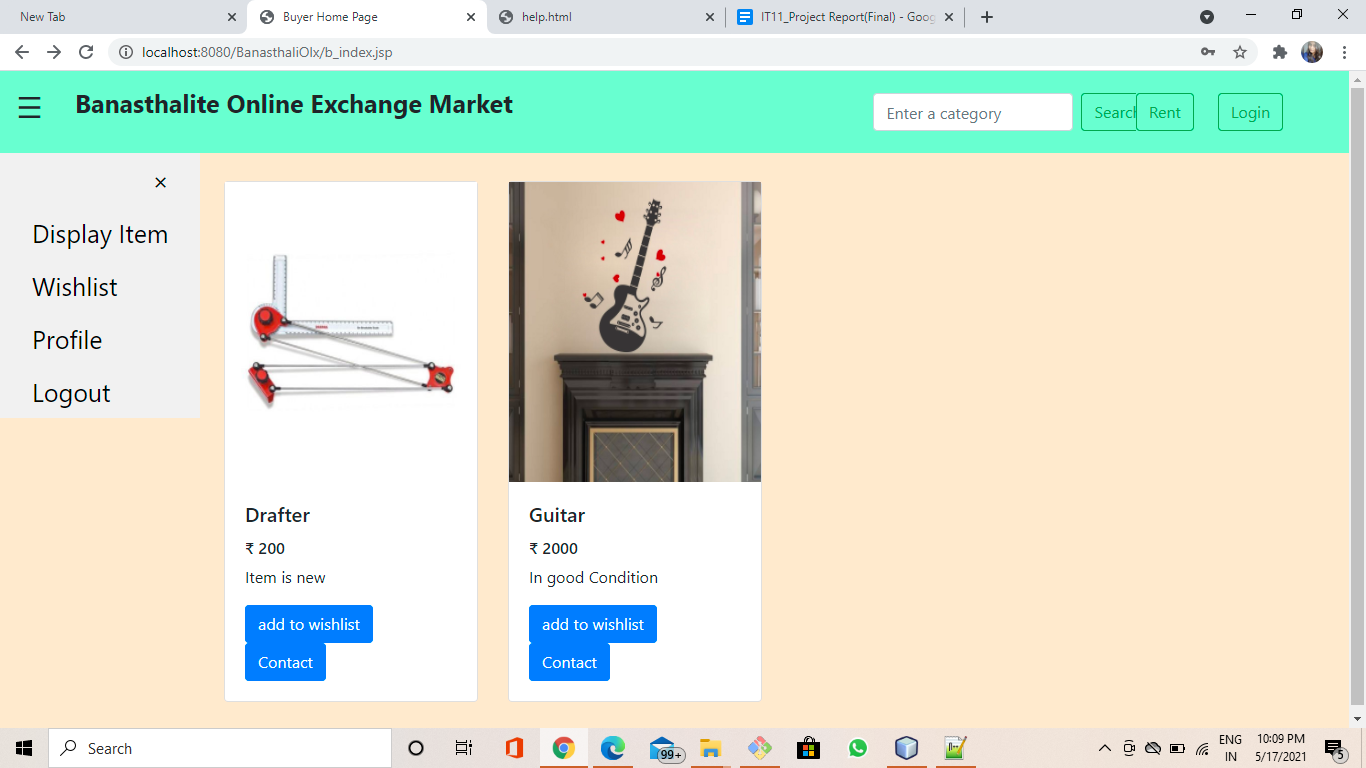 New Tab
Buyer Home Page
help.html
IT11_Project Report(Final) - Goog
localhost:8080/BanasthaliOlx/b_index.jsp
Banasthalite Online Exchange Market
Enter a category
Search
Rent
Login
×
Display Item
Wishlist
Profile
Logout
Drafter
₹ 200
Item is new
add to wishlist
Contact
Guitar
₹ 2000
In good Condition
add to wishlist
Contact
Search
99+
ENG
IN
10:09 PM
5/17/2021
5